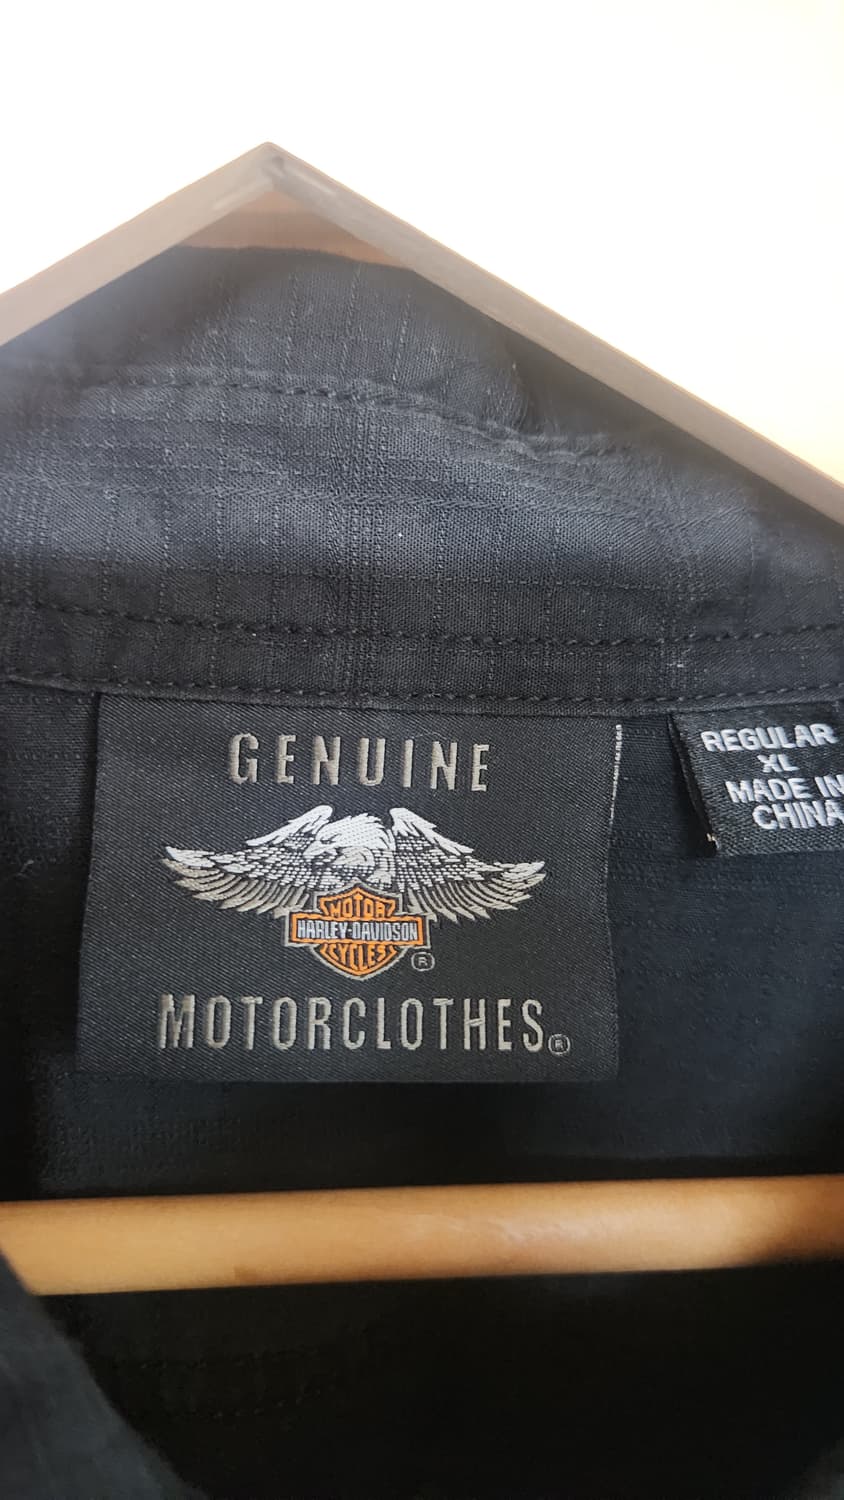 GENUINE
MOTOR
HARLEY-DAVIDSON
CYCLES
®
MOTORCLOTHES®
REGULAR
XL
MADE IN
CHINA